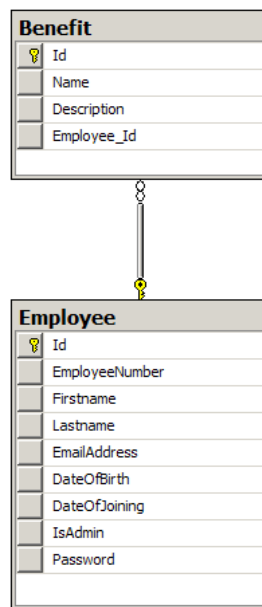 Benefit
Id
Name
Description
Employee_Id
Employee
Id
EmployeeNumber
Firstname
Lastname
EmailAddress
DateOfBirth
DateOfJoining
IsAdmin
Password